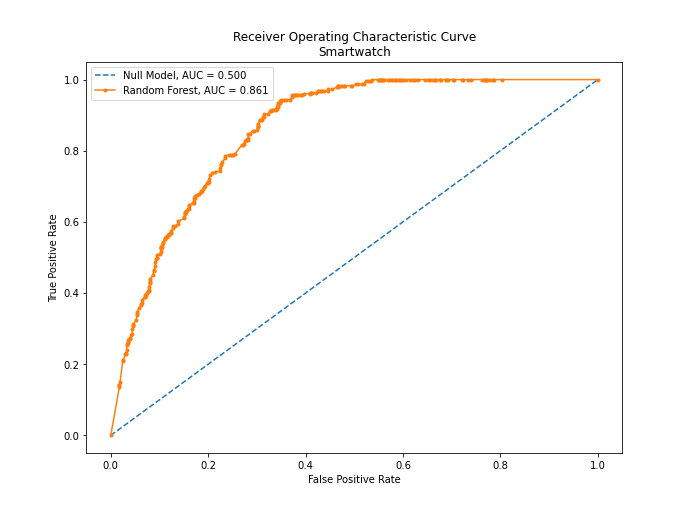 Receiver Operating Characteristic Curve
Smartwatch
Null Model, AUC = 0.500
Random Forest, AUC = 0.861
1.0
0.8
0.6
0.4
0.2
0.0
True Positive Rate
0.0 0.2 0.4 0.6 0.8 1.0
False Positive Rate